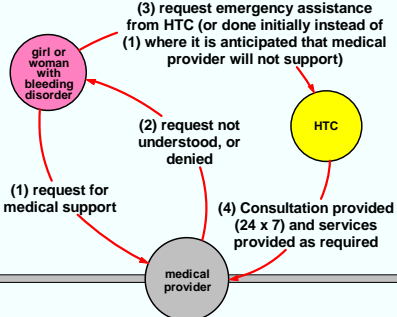 (3) request emergency assistance
from HTC (or done initially instead of
(1) where it is anticipated that medical
provider will not support)
girl or
woman
with
bleeding
disorder
HTC
(2) request not
understood, or
denied
(1) request for
medical support
(4) Consultation provided
(24 x 7) and services
provided as required
medical
provider